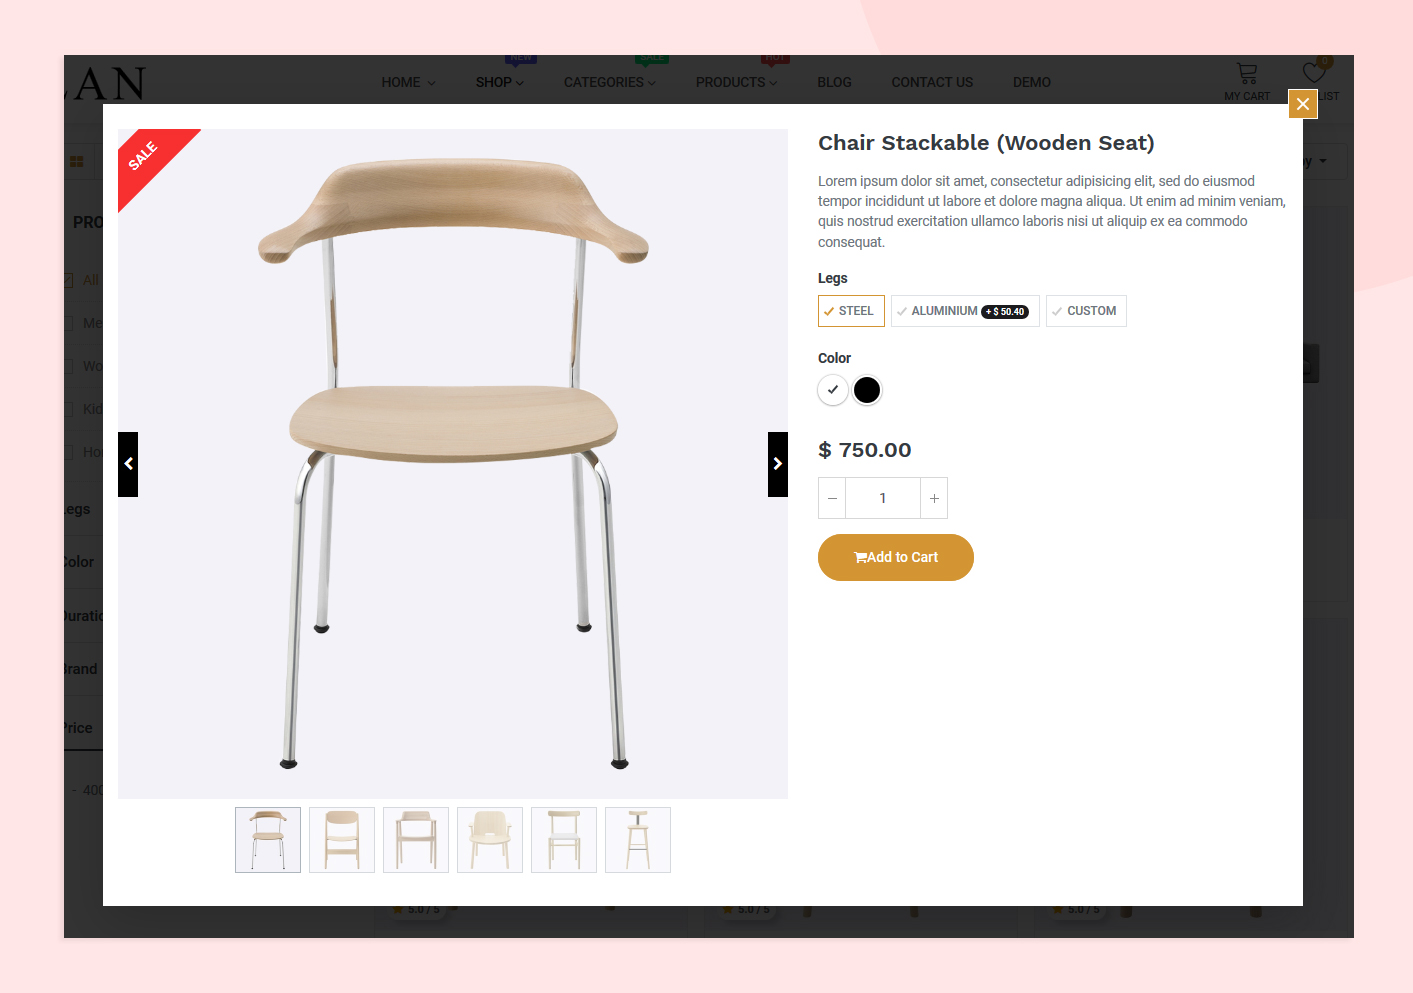 AN
HOME
NEW
SHOP
SALE
CATEGORIES
HOT
PRODUCTS
BLOG
CONTACT US
DEMO
MY CART
0
LIST
SALE
Chair Stackable (Wooden Seat)
Lorem ipsum dolor sit amet, consectetur adipisicing elit, sed do eiusmod
tempor incididunt ut labore et dolore magna aliqua. Ut enim ad minim veniam,
quis nostrud exercitation ullamco laboris nisi ut aliquip ex ea commodo
consequat.
Legs
STEEL
ALUMINIUM + $ 50.40
CUSTOM
Color
$ 750.00
− 1 +
Add to Cart
PRO
All
Me
Wo
Kid
Ho
Legs
Color
Duratio
Brand
Price
- 400
5.0 / 5
5.0 / 5
5.0 / 5